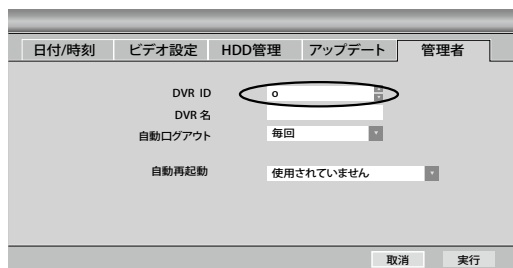 日付/時刻 ビデオ設定 HDD管理 アップデート 管理者
DVR ID o
DVR 名
自動ログアウト 毎回
自動再起動 使用されていません
取消 実行